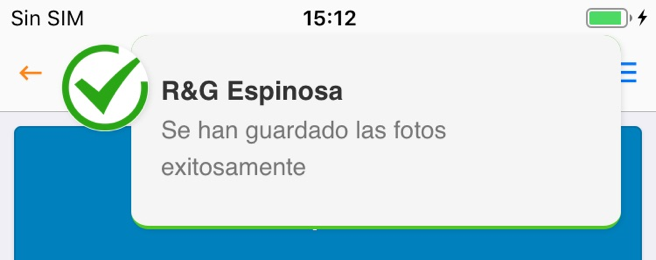 Sin SIM 15:12
R&G Espinosa
Se han guardado las fotos
exitosamente